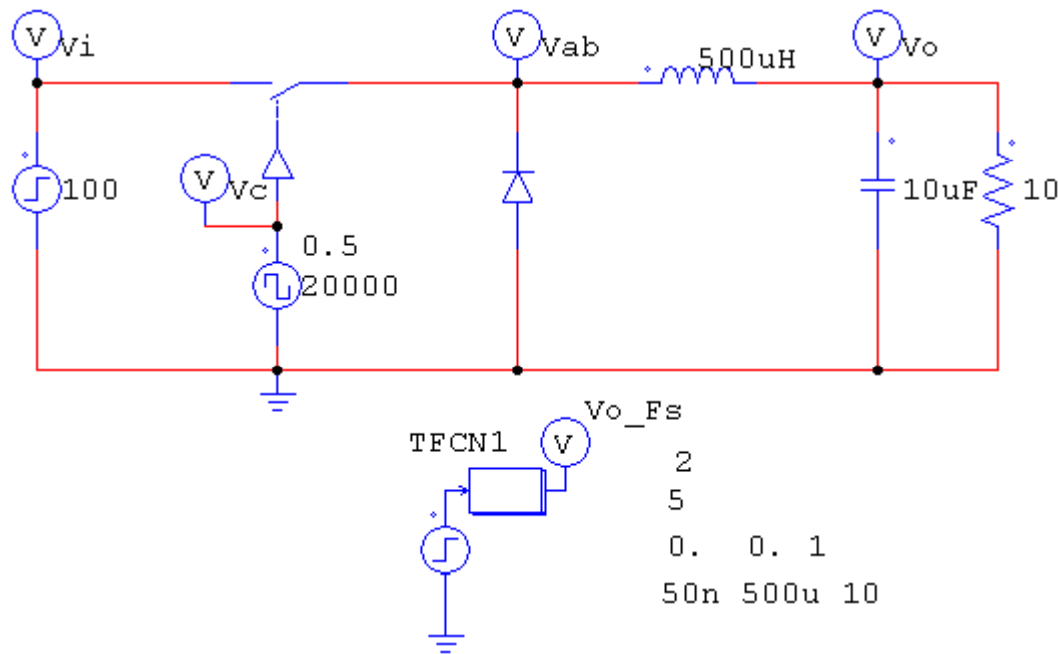 V Vi
V Vab
500uH
V Vo
100
V Vc
10uF
10
0.5
20000
Vo_Fs
TFCN1
V
2
5
0. 0. 1
50n 500u 10